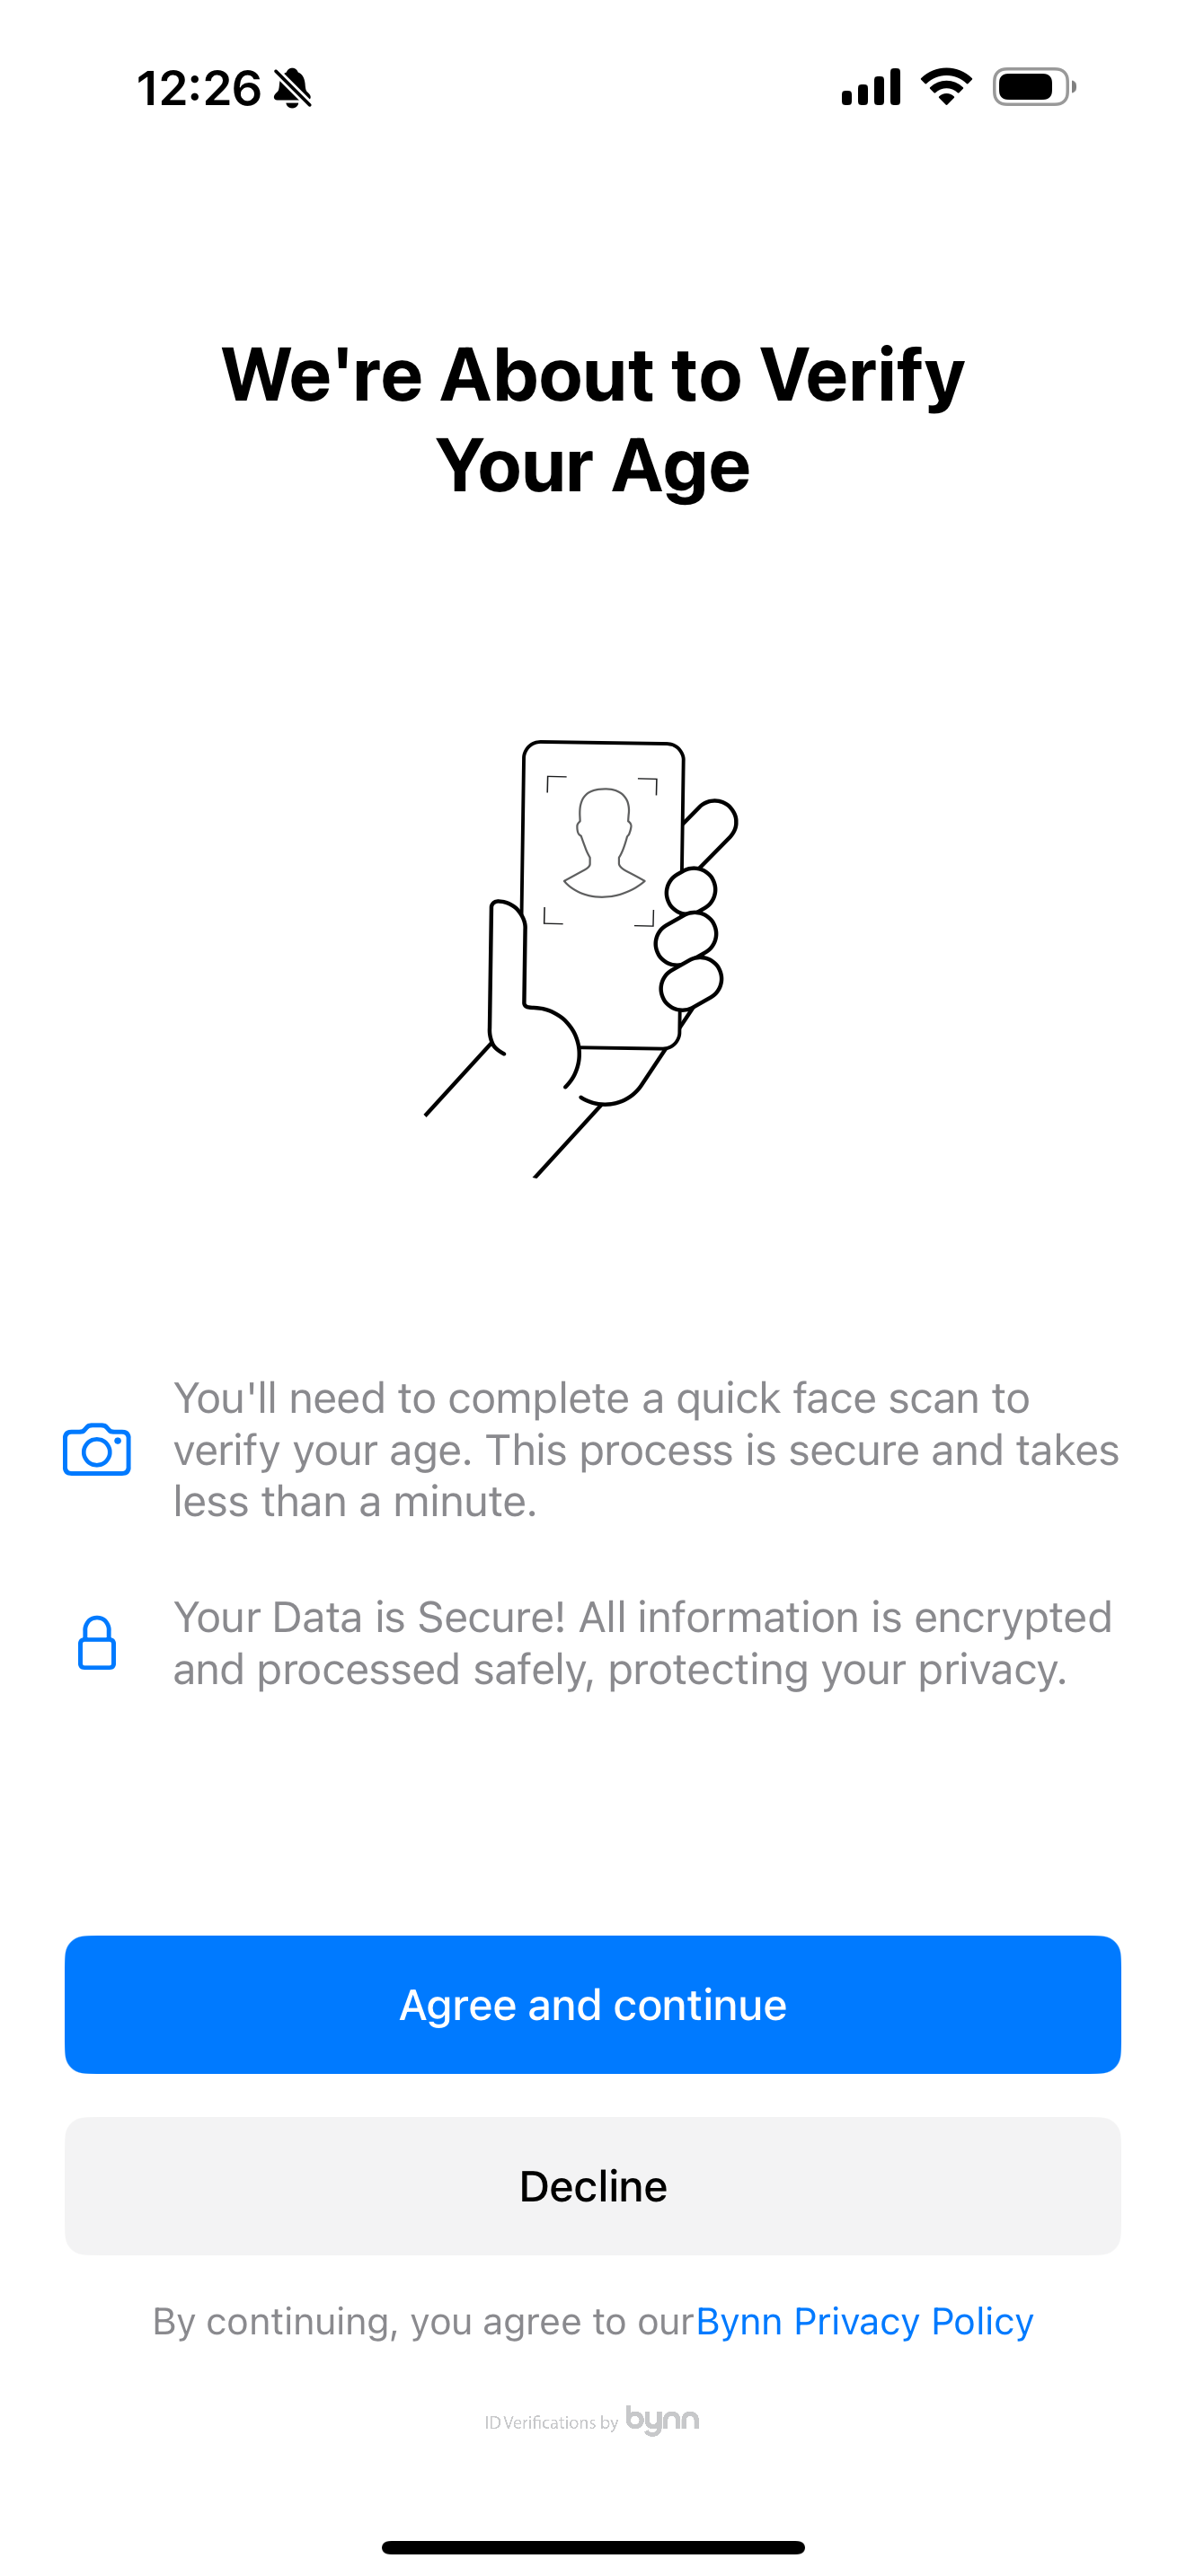 12:26
We're About to Verify
Your Age
You'll need to complete a quick face scan to
verify your age. This process is secure and takes
less than a minute.
Your Data is Secure! All information is encrypted
and processed safely, protecting your privacy.
Agree and continue
Decline
By continuing, you agree to ourBynn Privacy Policy
ID Verifications by bynn